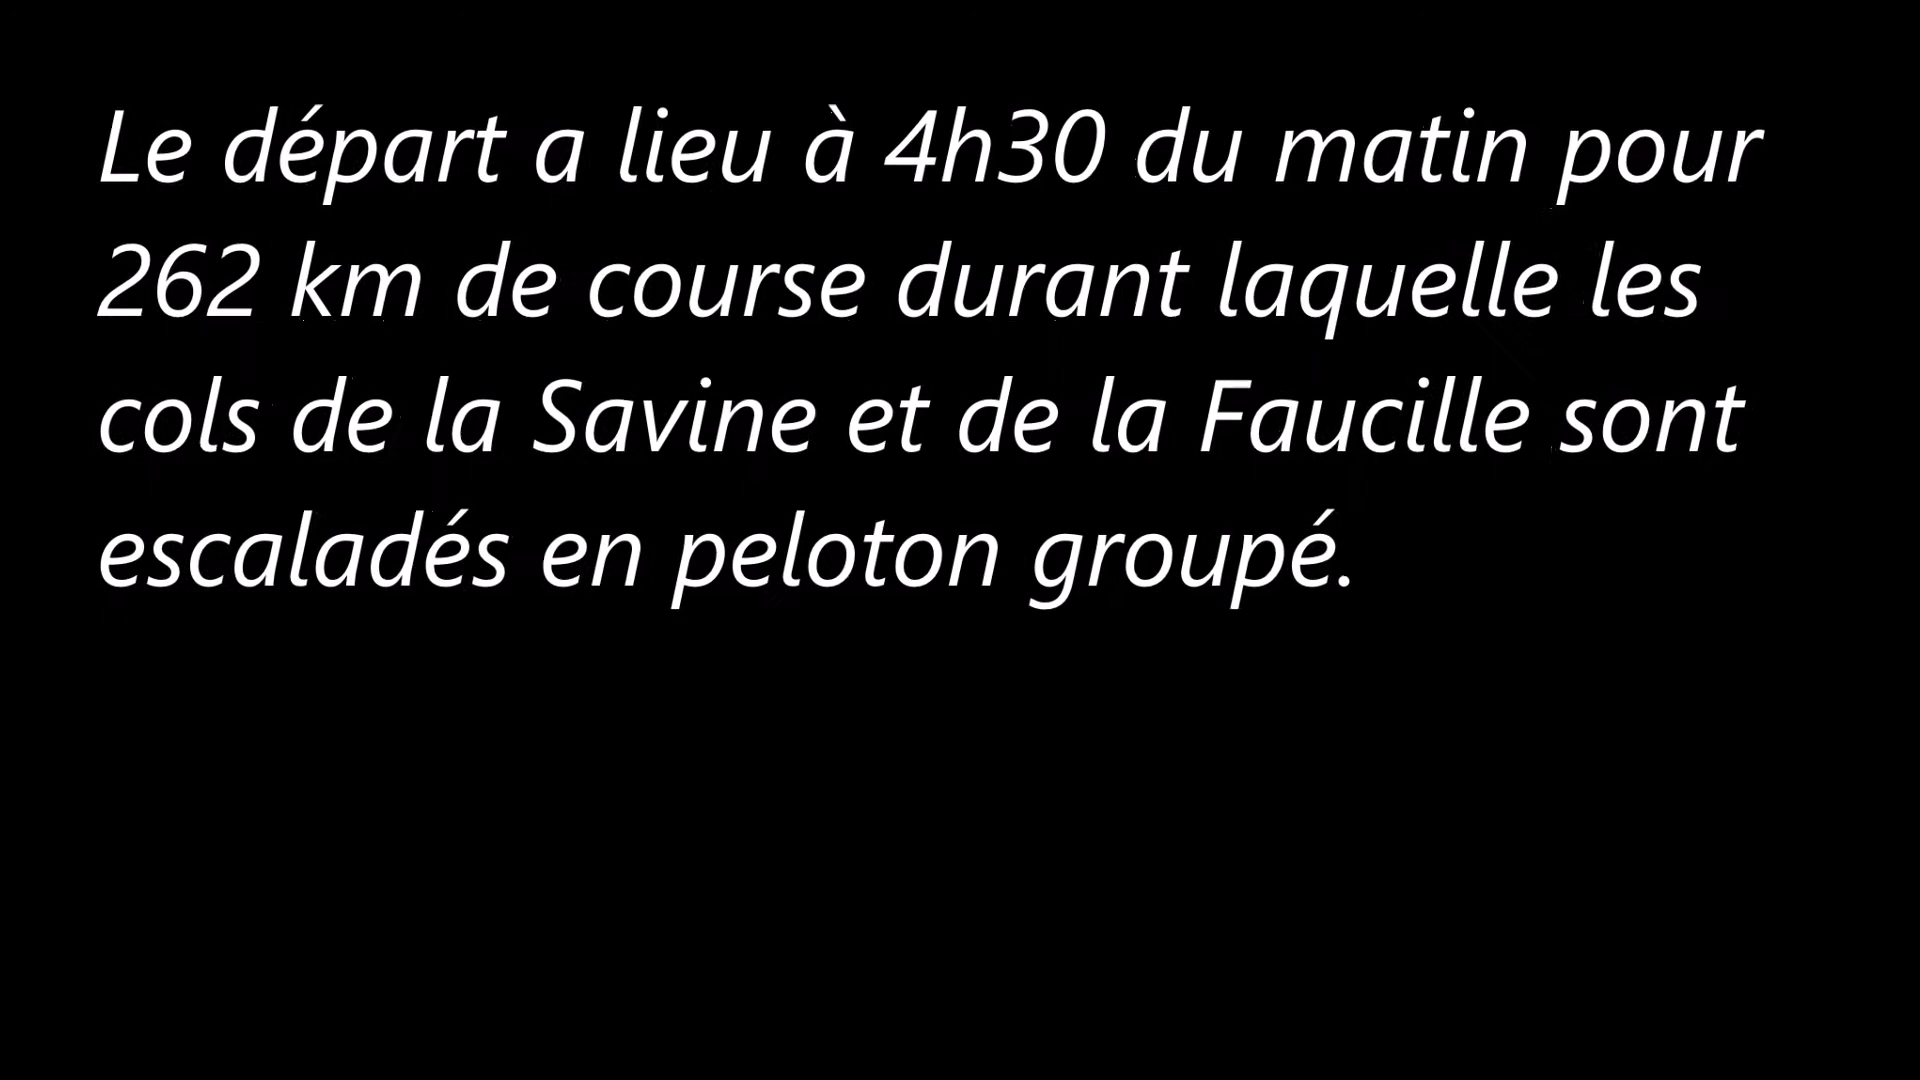 Le départ a lieu à 4h30 du matin pour
262 km de course durant laquelle les
cols de la Savine et de la Faucille sont
escaladés en peloton groupé.